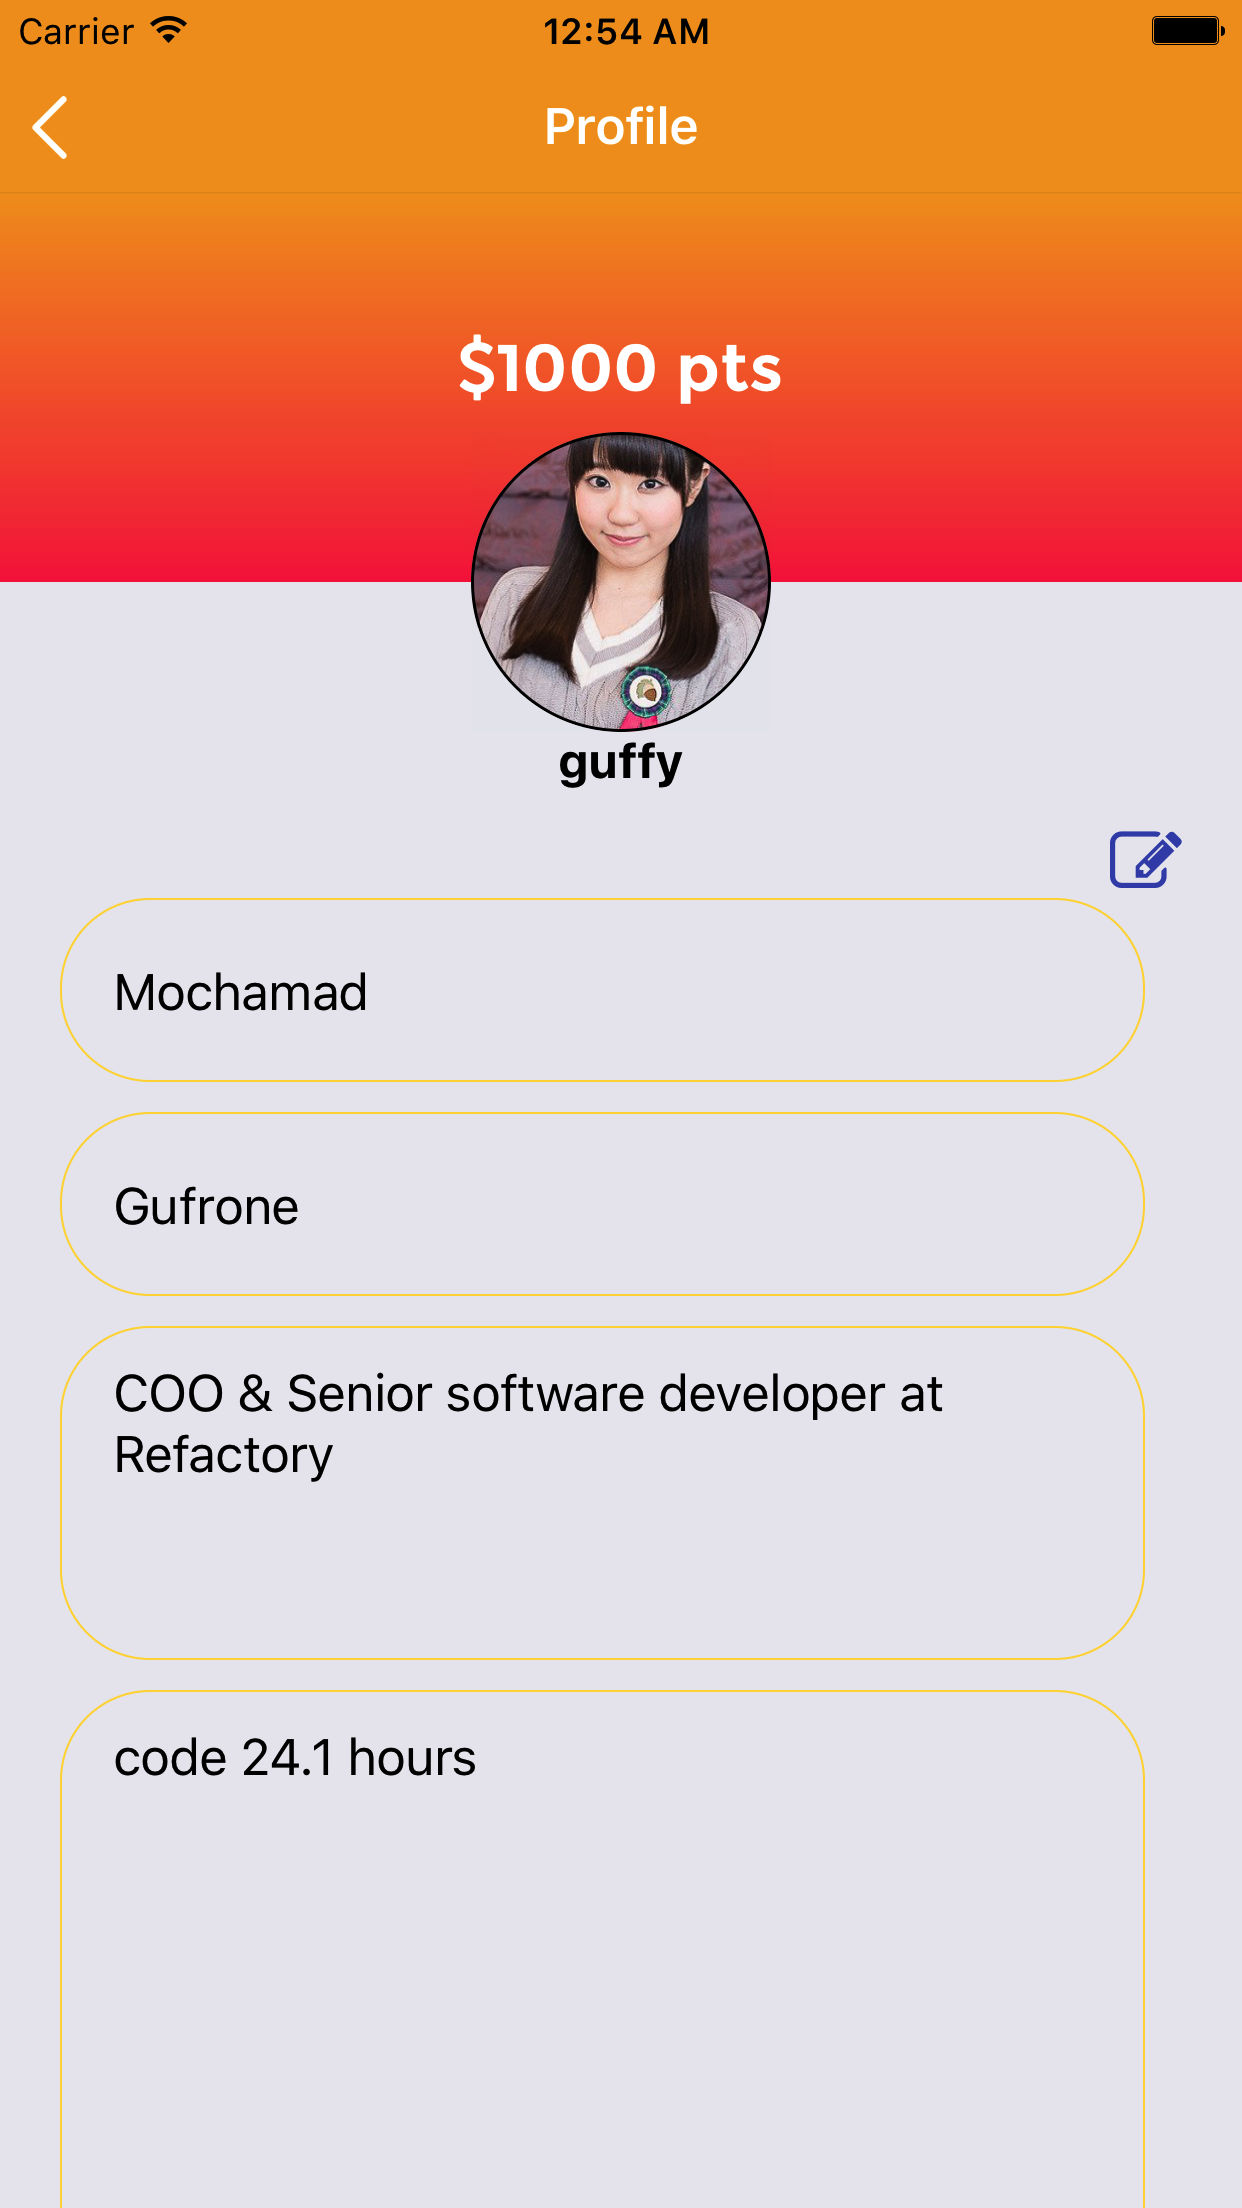 Carrier 12:54 AM
Profile
$1000 pts
guffy
Mochamad
Gufrone
COO & Senior software developer at
Refactory
code 24.1 hours